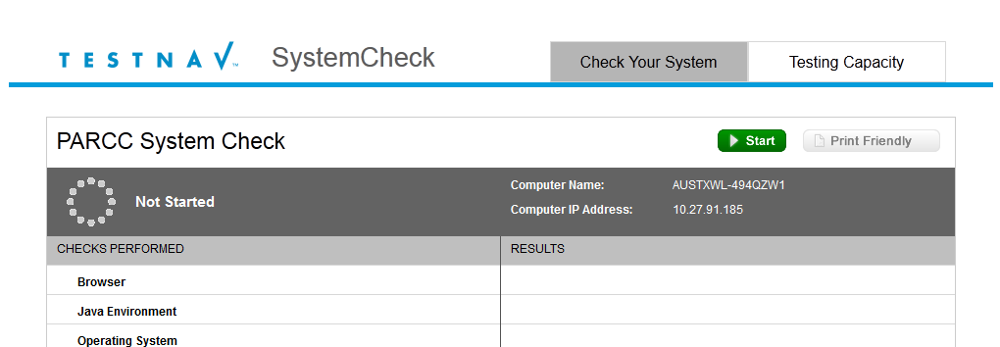 TESTNAV™ SystemCheck Check Your System Testing Capacity
PARCC System Check Start Print Friendly
Not Started
Computer Name: AUSTXWL-494QZW1
Computer IP Address: 10.27.91.185
CHECKS PERFORMED RESULTS
Browser
Java Environment
Operating System